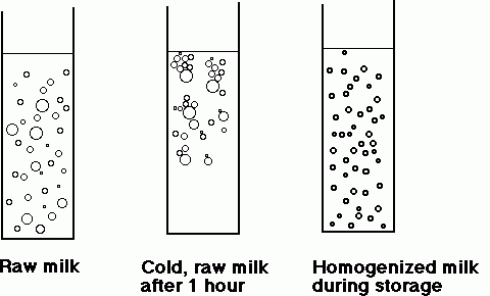 Raw milk
Cold, raw milk
after 1 hour
Homogenized milk
during storage